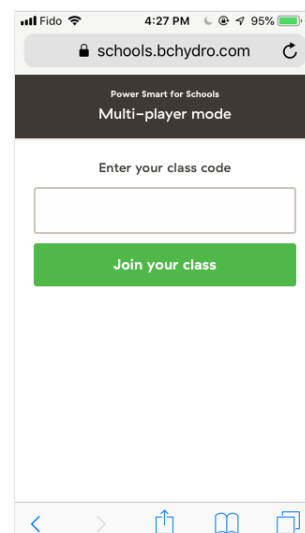 Fido 4:27 PM 95%
schools.bchydro.com
Power Smart for Schools
Multi-player mode
Enter your class code
Join your class